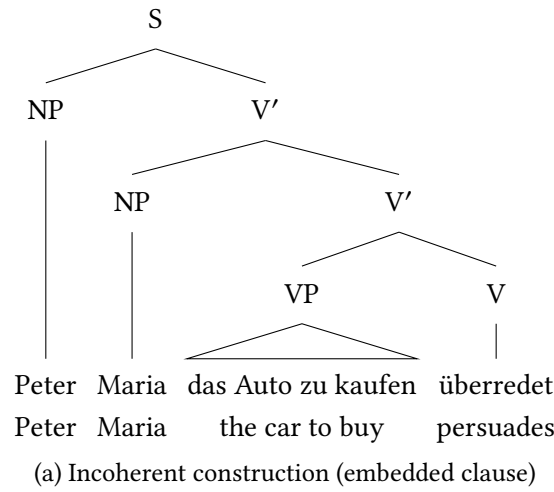 S
NP V′
NP V′
VP V
Peter Maria das Auto zu kaufen überredet
Peter Maria the car to buy persuades
(a) Incoherent construction (embedded clause)